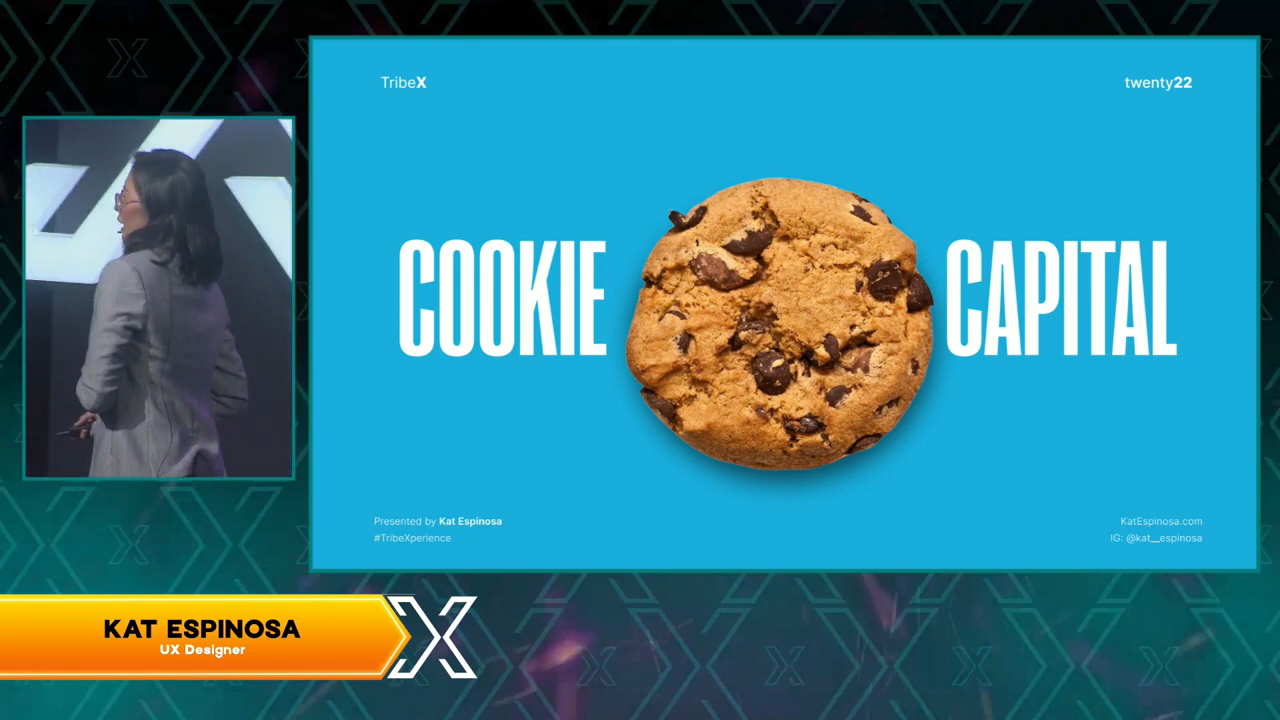 TribeX
twenty22
COOKIE CAPITAL
Presented by Kat Espinosa
#TribeXperience
KatEspinosa.com
IG: @kat__espinosa
KAT ESPINOSA
UX Designer
X